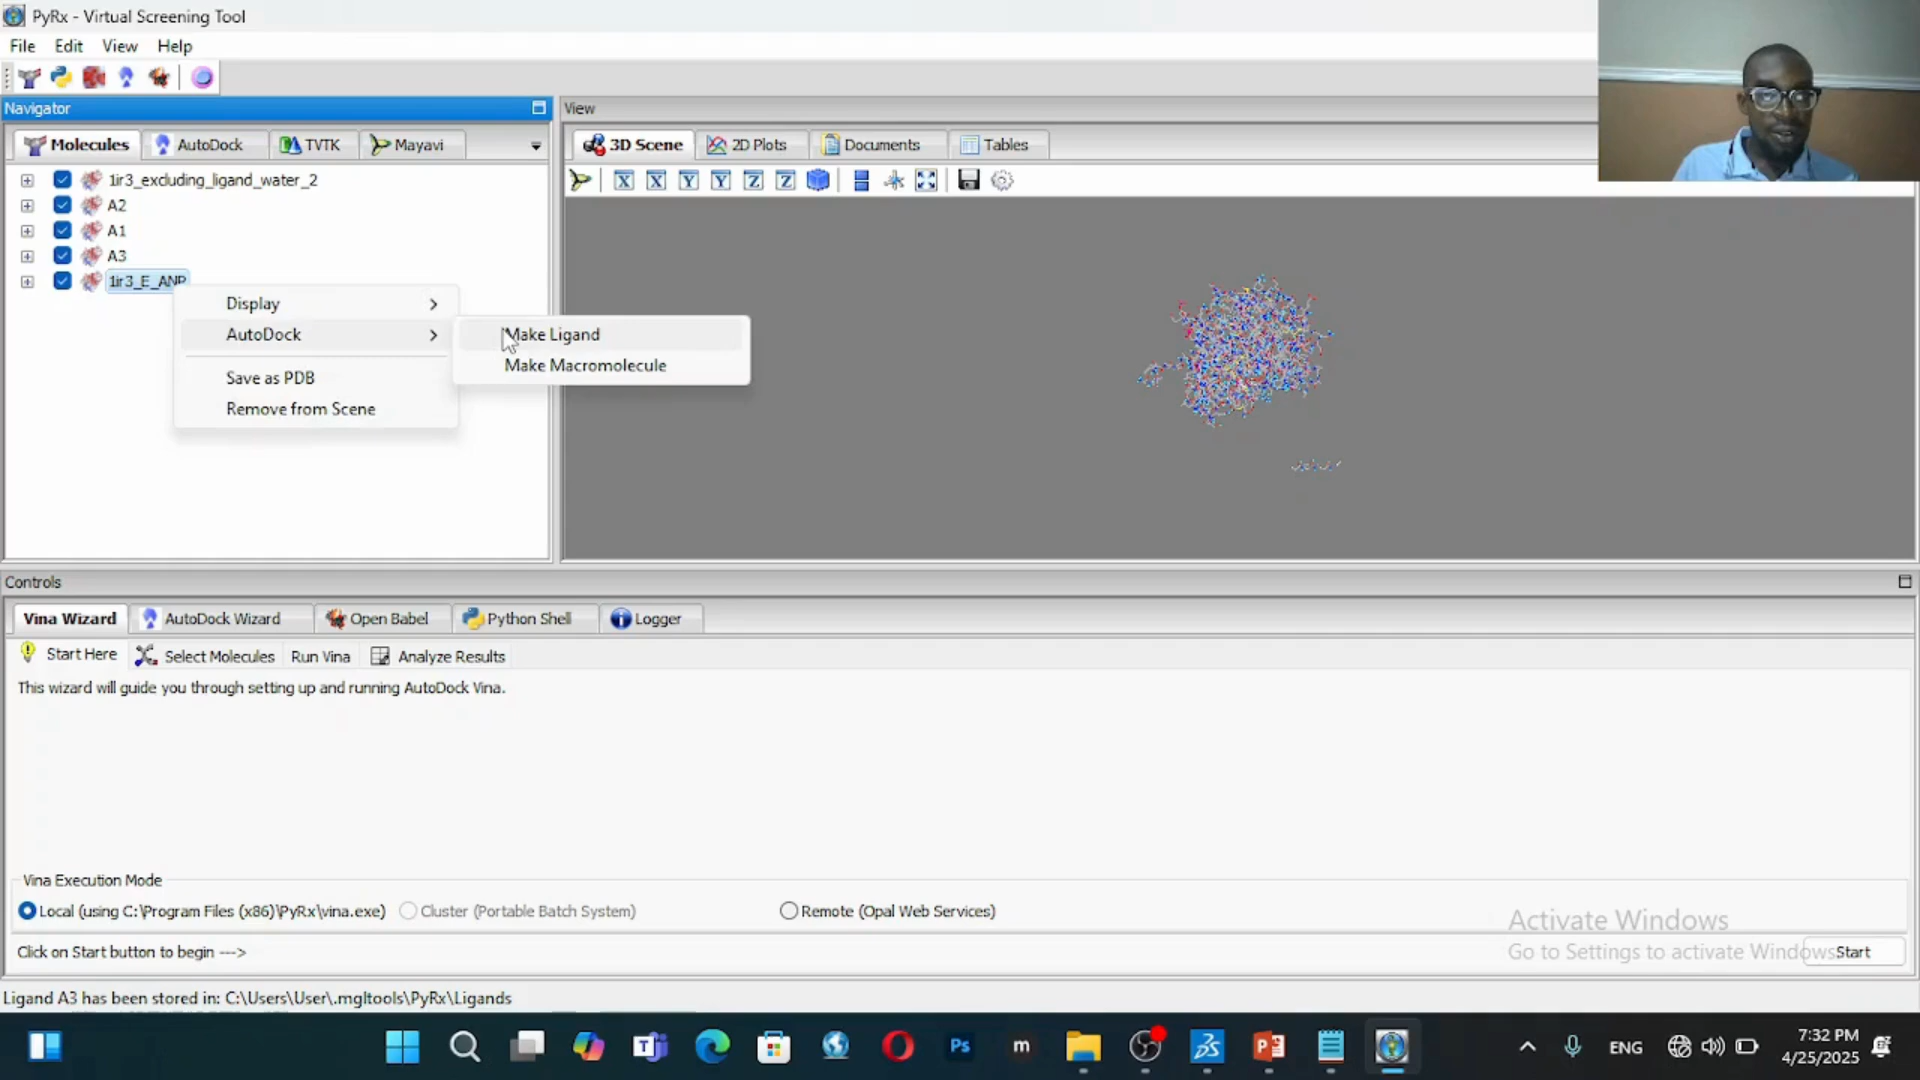 PyRx - Virtual Screening Tool
File Edit View Help
Navigator
Molecules AutoDock TVTK Mayavi
1ir3_excluding_ligand_water_2
A2
A1
A3
1ir3_E_ANP
Display
AutoDock
Save as PDB
Remove from Scene
Make Ligand
Make Macromolecule
View
3D Scene 2D Plots Documents Tables
X X Y Y Z Z
Controls
Vina Wizard AutoDock Wizard Open Babel Python Shell Logger
Start Here Select Molecules Run Vina Analyze Results
This wizard will guide you through setting up and running AutoDock Vina.
Vina Execution Mode
Local (using C:\Program Files (x86)\PyRx\vina.exe) Cluster (Portable Batch System) Remote (Opal Web Services)
Activate Windows
Go to Settings to activate Windows.
Click on Start button to begin --->
Start
Ligand A3 has been stored in: C:\Users\User\.mgltools\PyRx\Ligands
Ps m
ENG
7:32 PM
4/25/2025